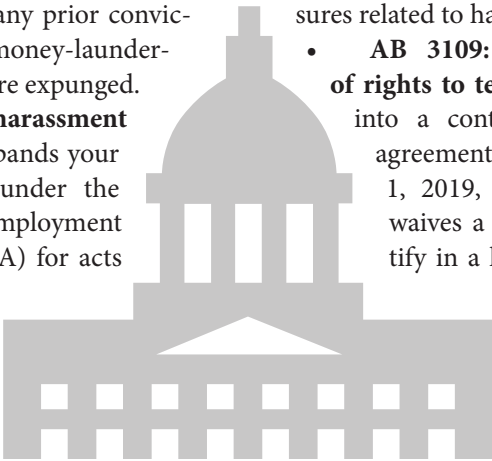 any prior convic-
money-launder-
re expunged.
harassment
pands your
under the
mployment
A) for acts
sures related to ha
• AB 3109:
of rights to te
into a cont
agreement
1, 2019,
waives a
tify in a l